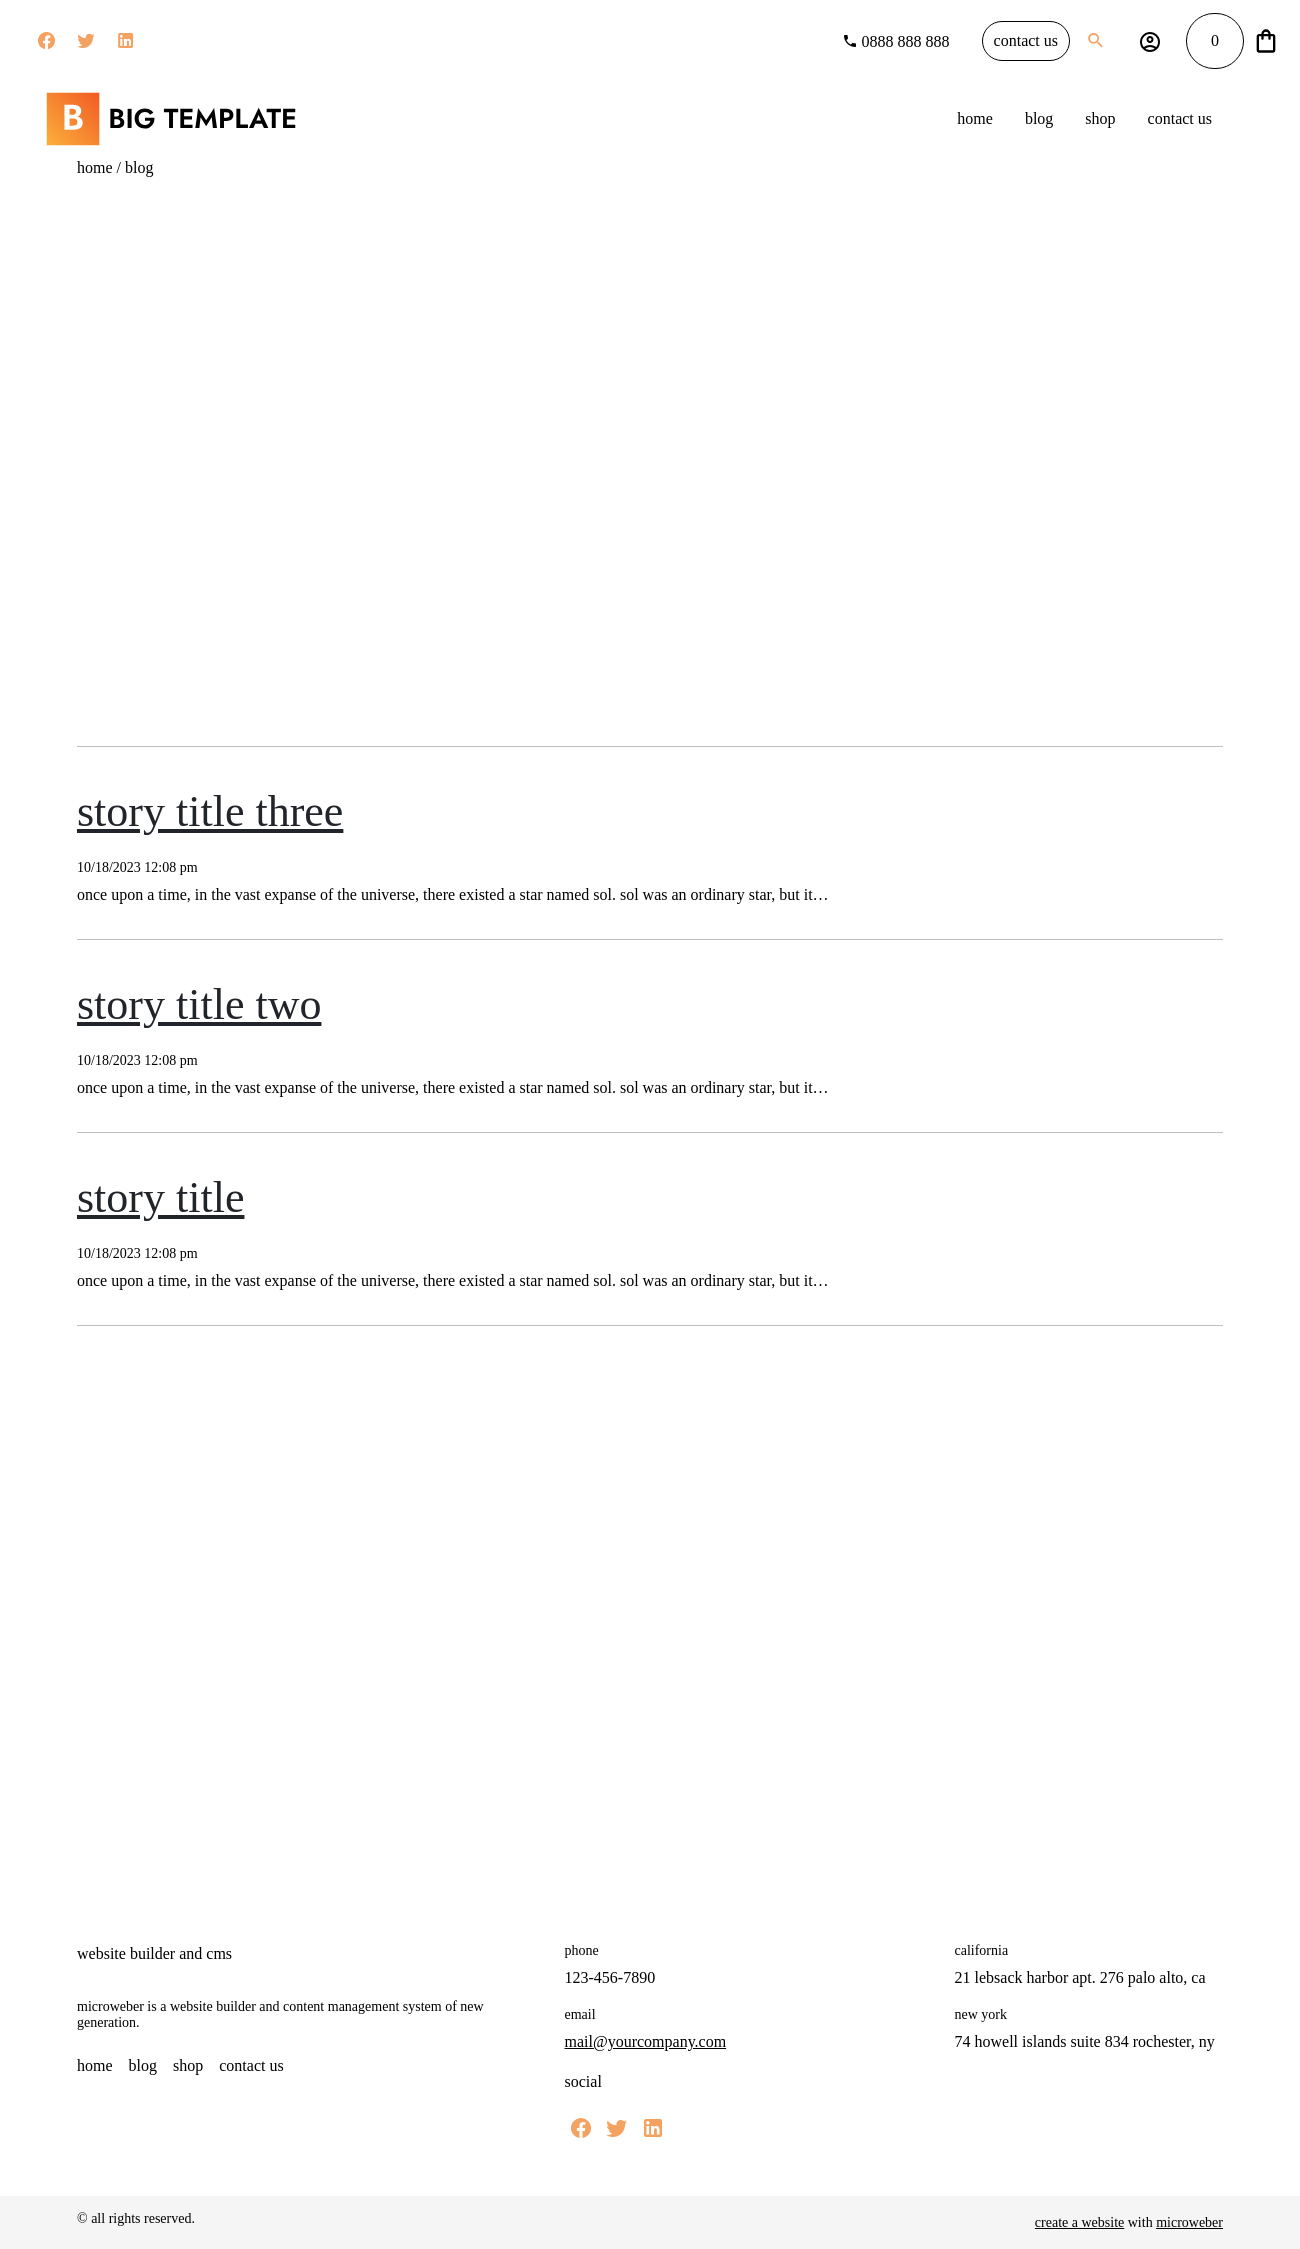 0888 888 888
contact us
0
B BIG TEMPLATE
home blog shop contact us
home / blog
story title three
10/18/2023 12:08 pm
once upon a time, in the vast expanse of the universe, there existed a star named sol. sol was an ordinary star, but it…
story title two
10/18/2023 12:08 pm
once upon a time, in the vast expanse of the universe, there existed a star named sol. sol was an ordinary star, but it…
story title
10/18/2023 12:08 pm
once upon a time, in the vast expanse of the universe, there existed a star named sol. sol was an ordinary star, but it…
website builder and cms
microweber is a website builder and content management system of new
generation.
home blog shop contact us
phone
123-456-7890
email
mail@yourcompany.com
social
california
21 lebsack harbor apt. 276 palo alto, ca
new york
74 howell islands suite 834 rochester, ny
© all rights reserved.
create a website with microweber